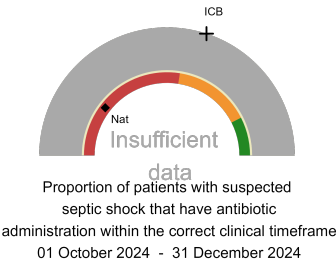 ICB
Nat
Insufficient
data
Proportion of patients with suspected
septic shock that have antibiotic
administration within the correct clinical timeframe
01 October 2024 - 31 December 2024